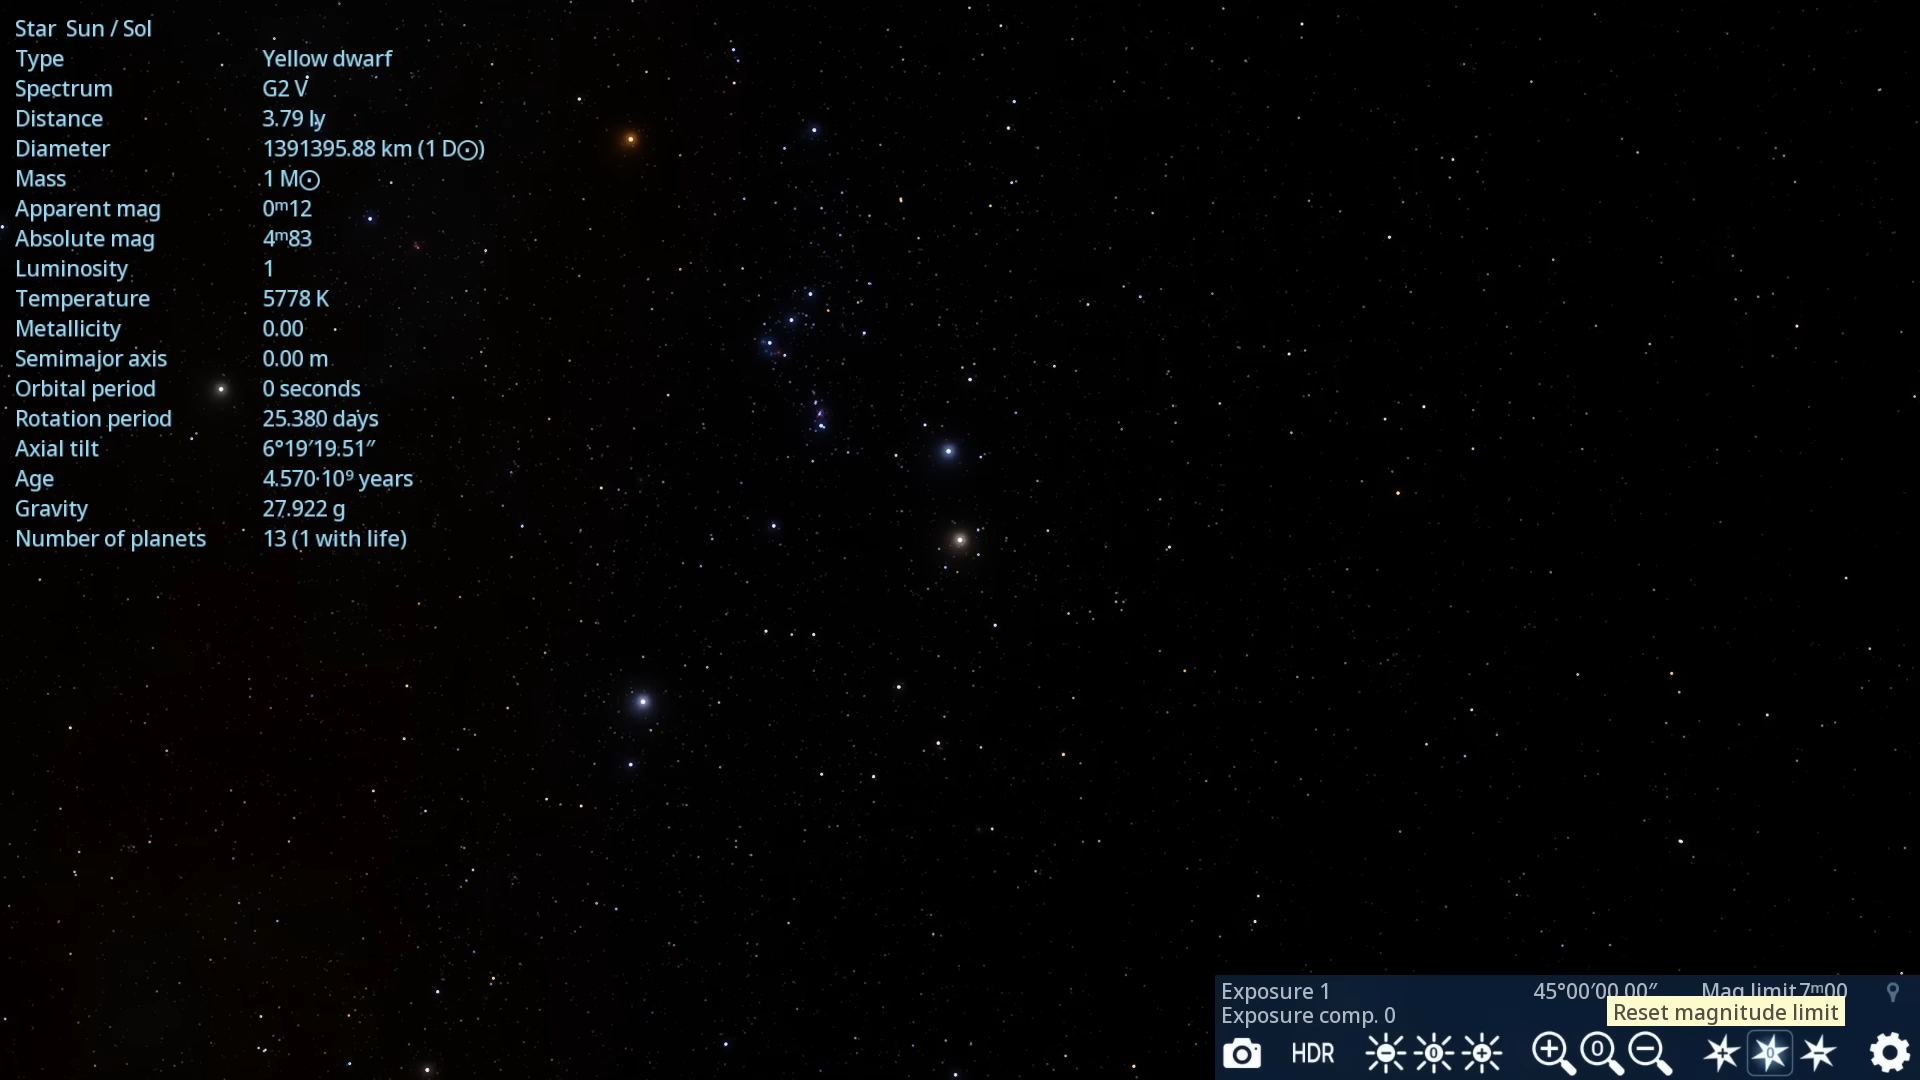 Star  Sun / Sol
Type Yellow dwarf
Spectrum G2 V
Distance 3.79 ly
Diameter 1391395.88 km (1 D☉)
Mass 1 M☉
Apparent mag 0ᵐ12
Absolute mag 4ᵐ83
Luminosity 1
Temperature 5778 K
Metallicity 0.00
Semimajor axis 0.00 m
Orbital period 0 seconds
Rotation period 25.380 days
Axial tilt 6°19′19.51″
Age 4.570·10⁹ years
Gravity 27.922 g
Number of planets 13 (1 with life)
Exposure 1 45°00′00.00″ Mag limit 7ᵐ00
Exposure comp. 0 Reset magnitude limit
HDR 0 0 0